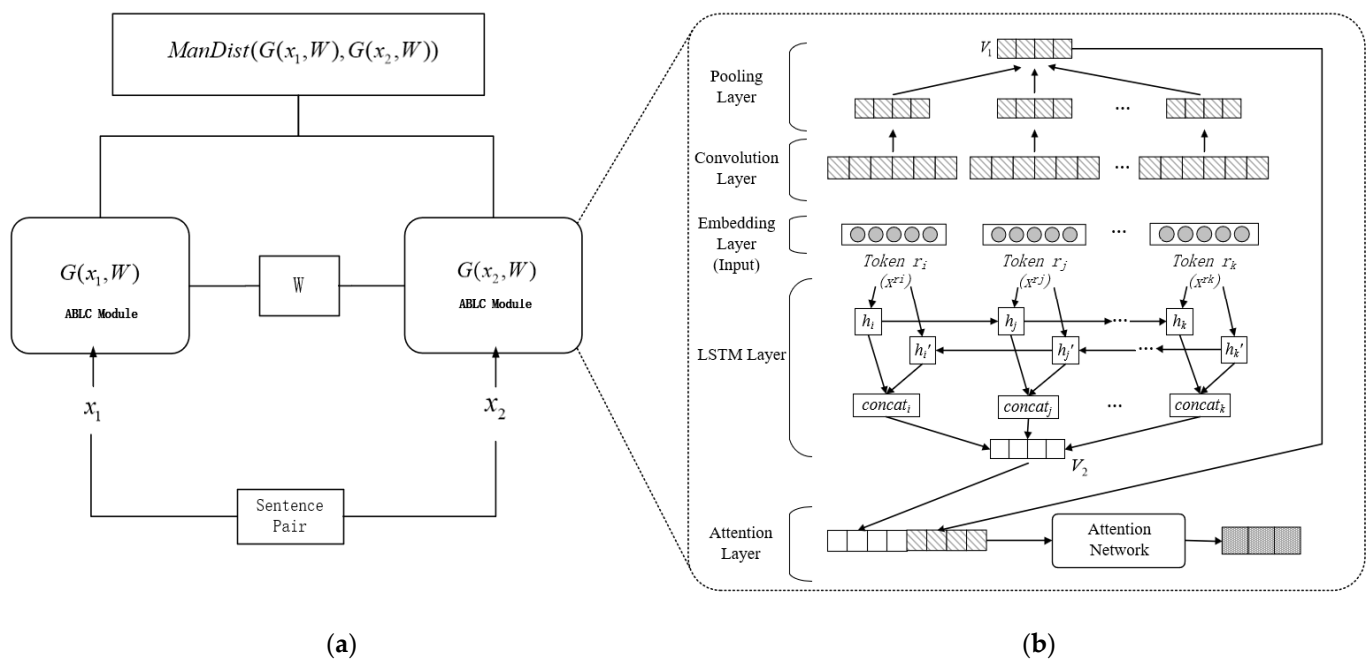 ManDist(G(x₁,W),G(x₂,W))
G(x₁,W)
ABLC Module
W
G(x₂,W)
ABLC Module
x₁
x₂
Sentence
Pair
(a)
V₁
Pooling
Layer
...
Convolution
Layer
...
Embedding
Layer
(Input)
...
Token rᵢ
(x^{ri})
Token rⱼ
(x^{rj})
Token rₖ
(x^{rk})
LSTM Layer
hᵢ
hⱼ
...
hₖ
hᵢ'
hⱼ'
...
hₖ'
concatᵢ
concatⱼ
...
concatₖ
V₂
Attention
Layer
Attention
Network
(b)